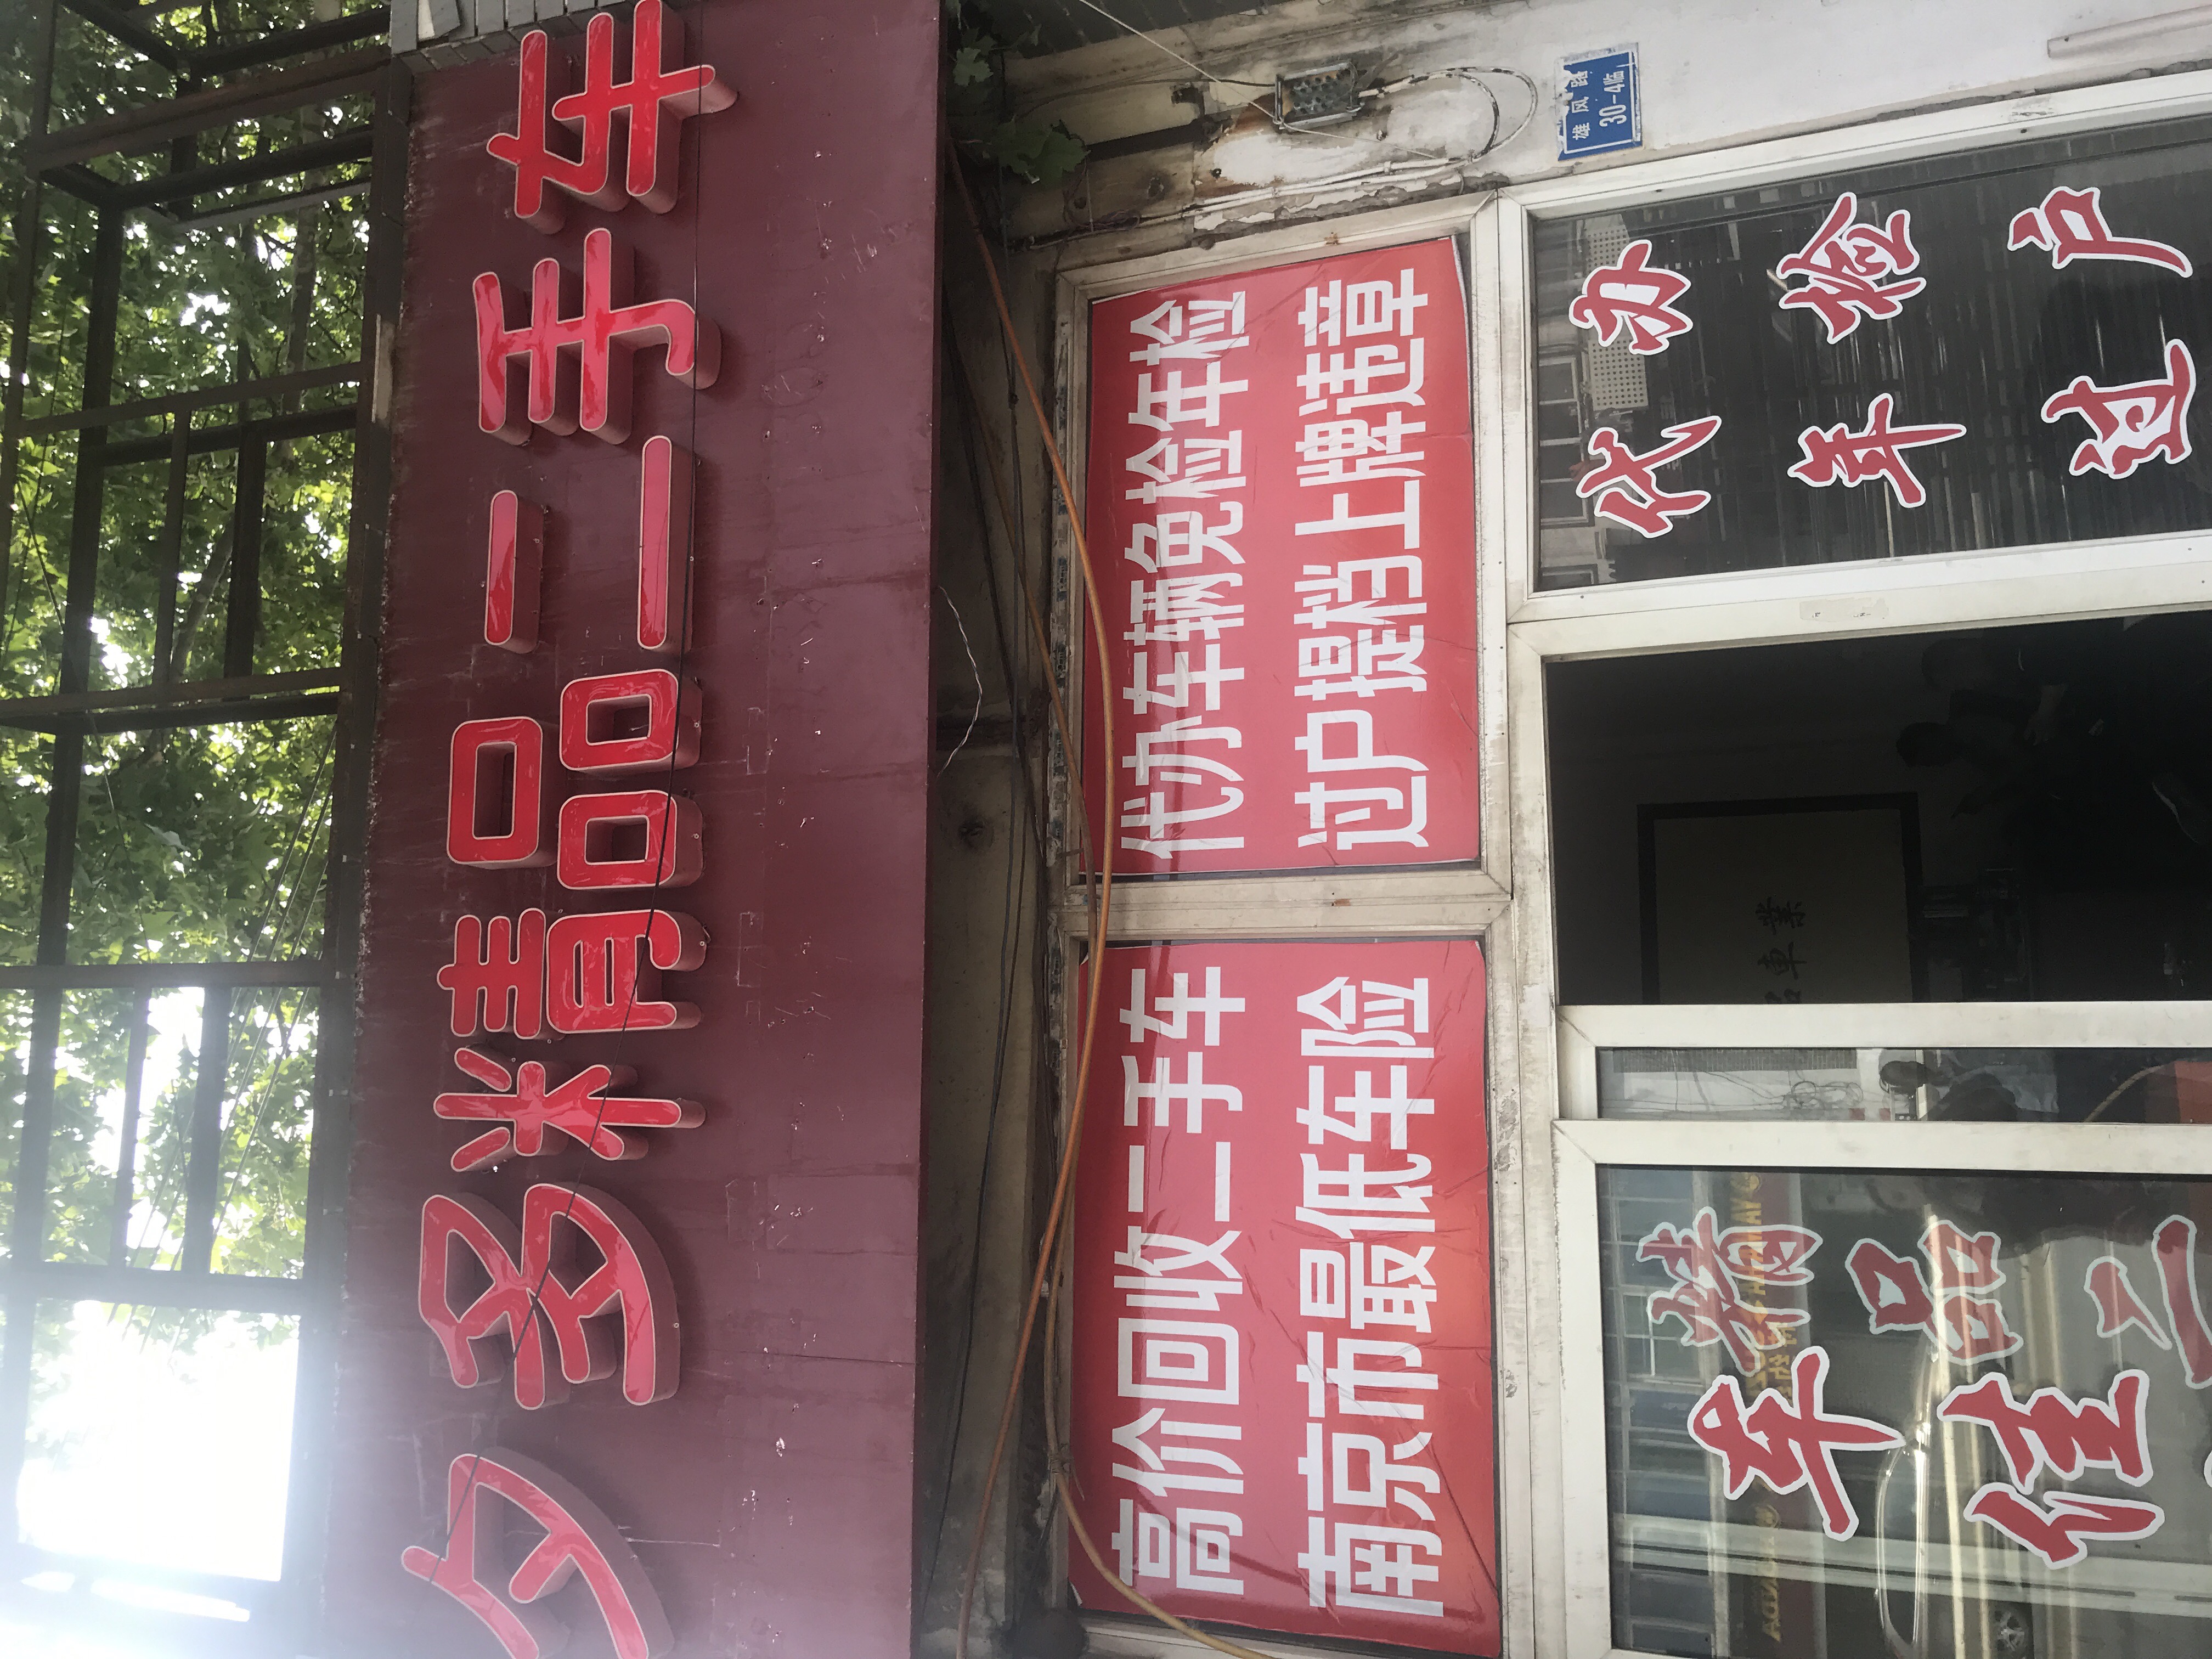 多精品二手车
雄风路
30-4临
高价回收二手车
南京市最低车险
代办车辆免检年检
过户提档上牌违章
代办
年检
过户
精品二
车
車業